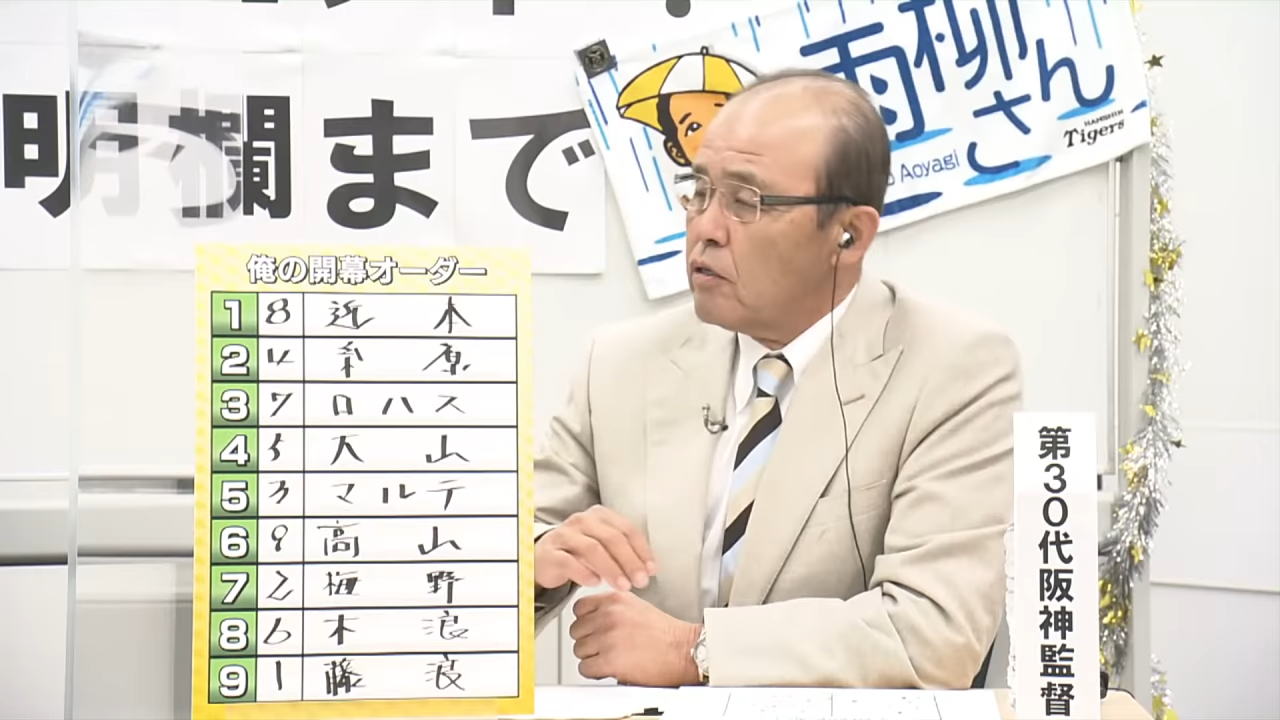 明欄まで
雨柳さん
Aoyagi
HANSHIN
Tigers
俺の開幕オーダー
1 8 近本
2 4 糸原
3 7 ロハス
4 5 大山
5 3 マルテ
6 9 高山
7 2 梅野
8 6 木浪
9 1 藤浪
第30代阪神監督